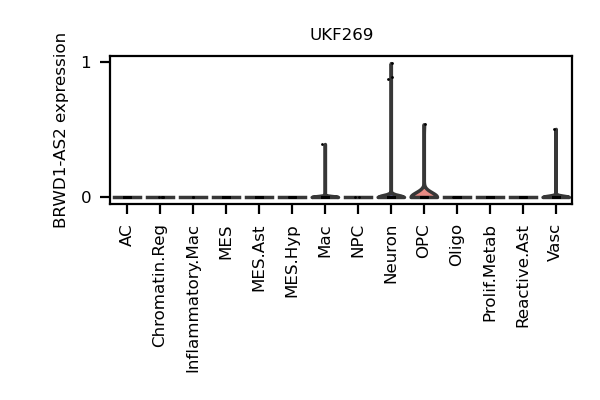 UKF269
BRWD1-AS2 expression
1
0
AC
Chromatin.Reg
Inflammatory.Mac
MES
MES.Ast
MES.Hyp
Mac
NPC
Neuron
OPC
Oligo
Prolif.Metab
Reactive.Ast
Vasc